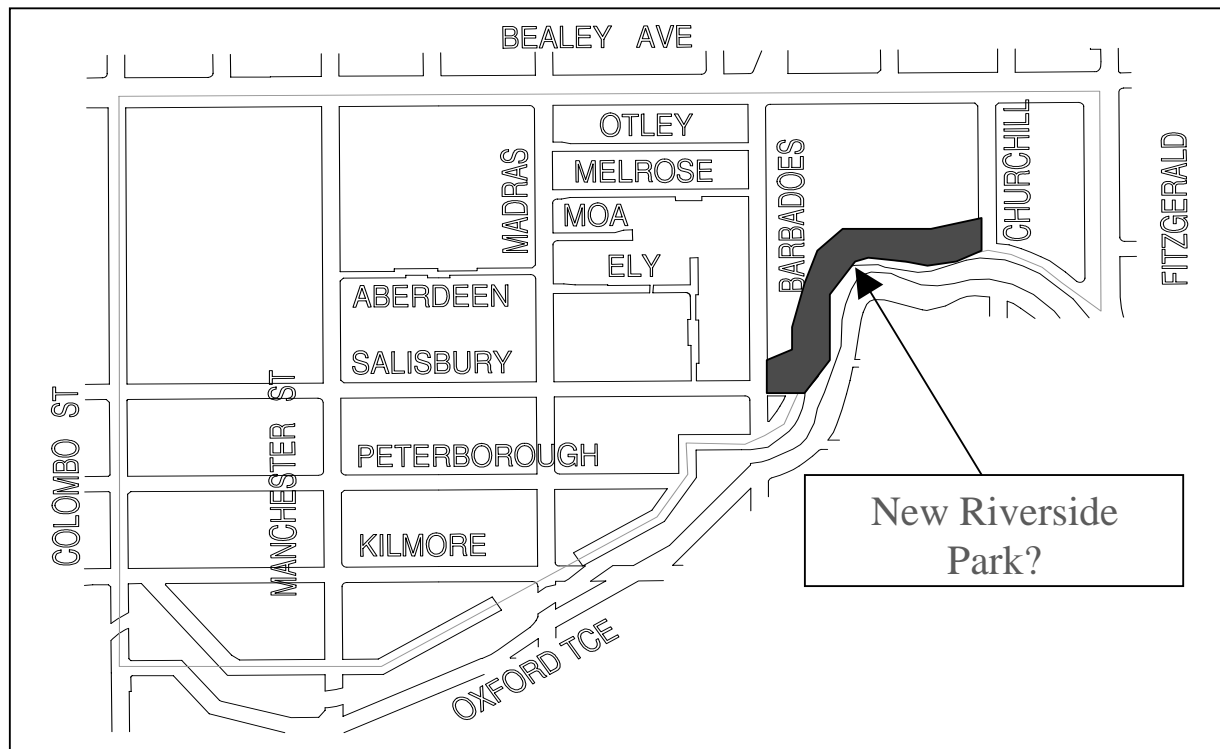 BEALEY AVE
OTLEY
MELROSE
MOA
ELY
MADRAS
BARBADOES
CHURCHILL
FITZGERALD
ABERDEEN
SALISBURY
COLOMBO ST
MANCHESTER ST
PETERBOROUGH
KILMORE
OXFORD TCE
New Riverside
Park?